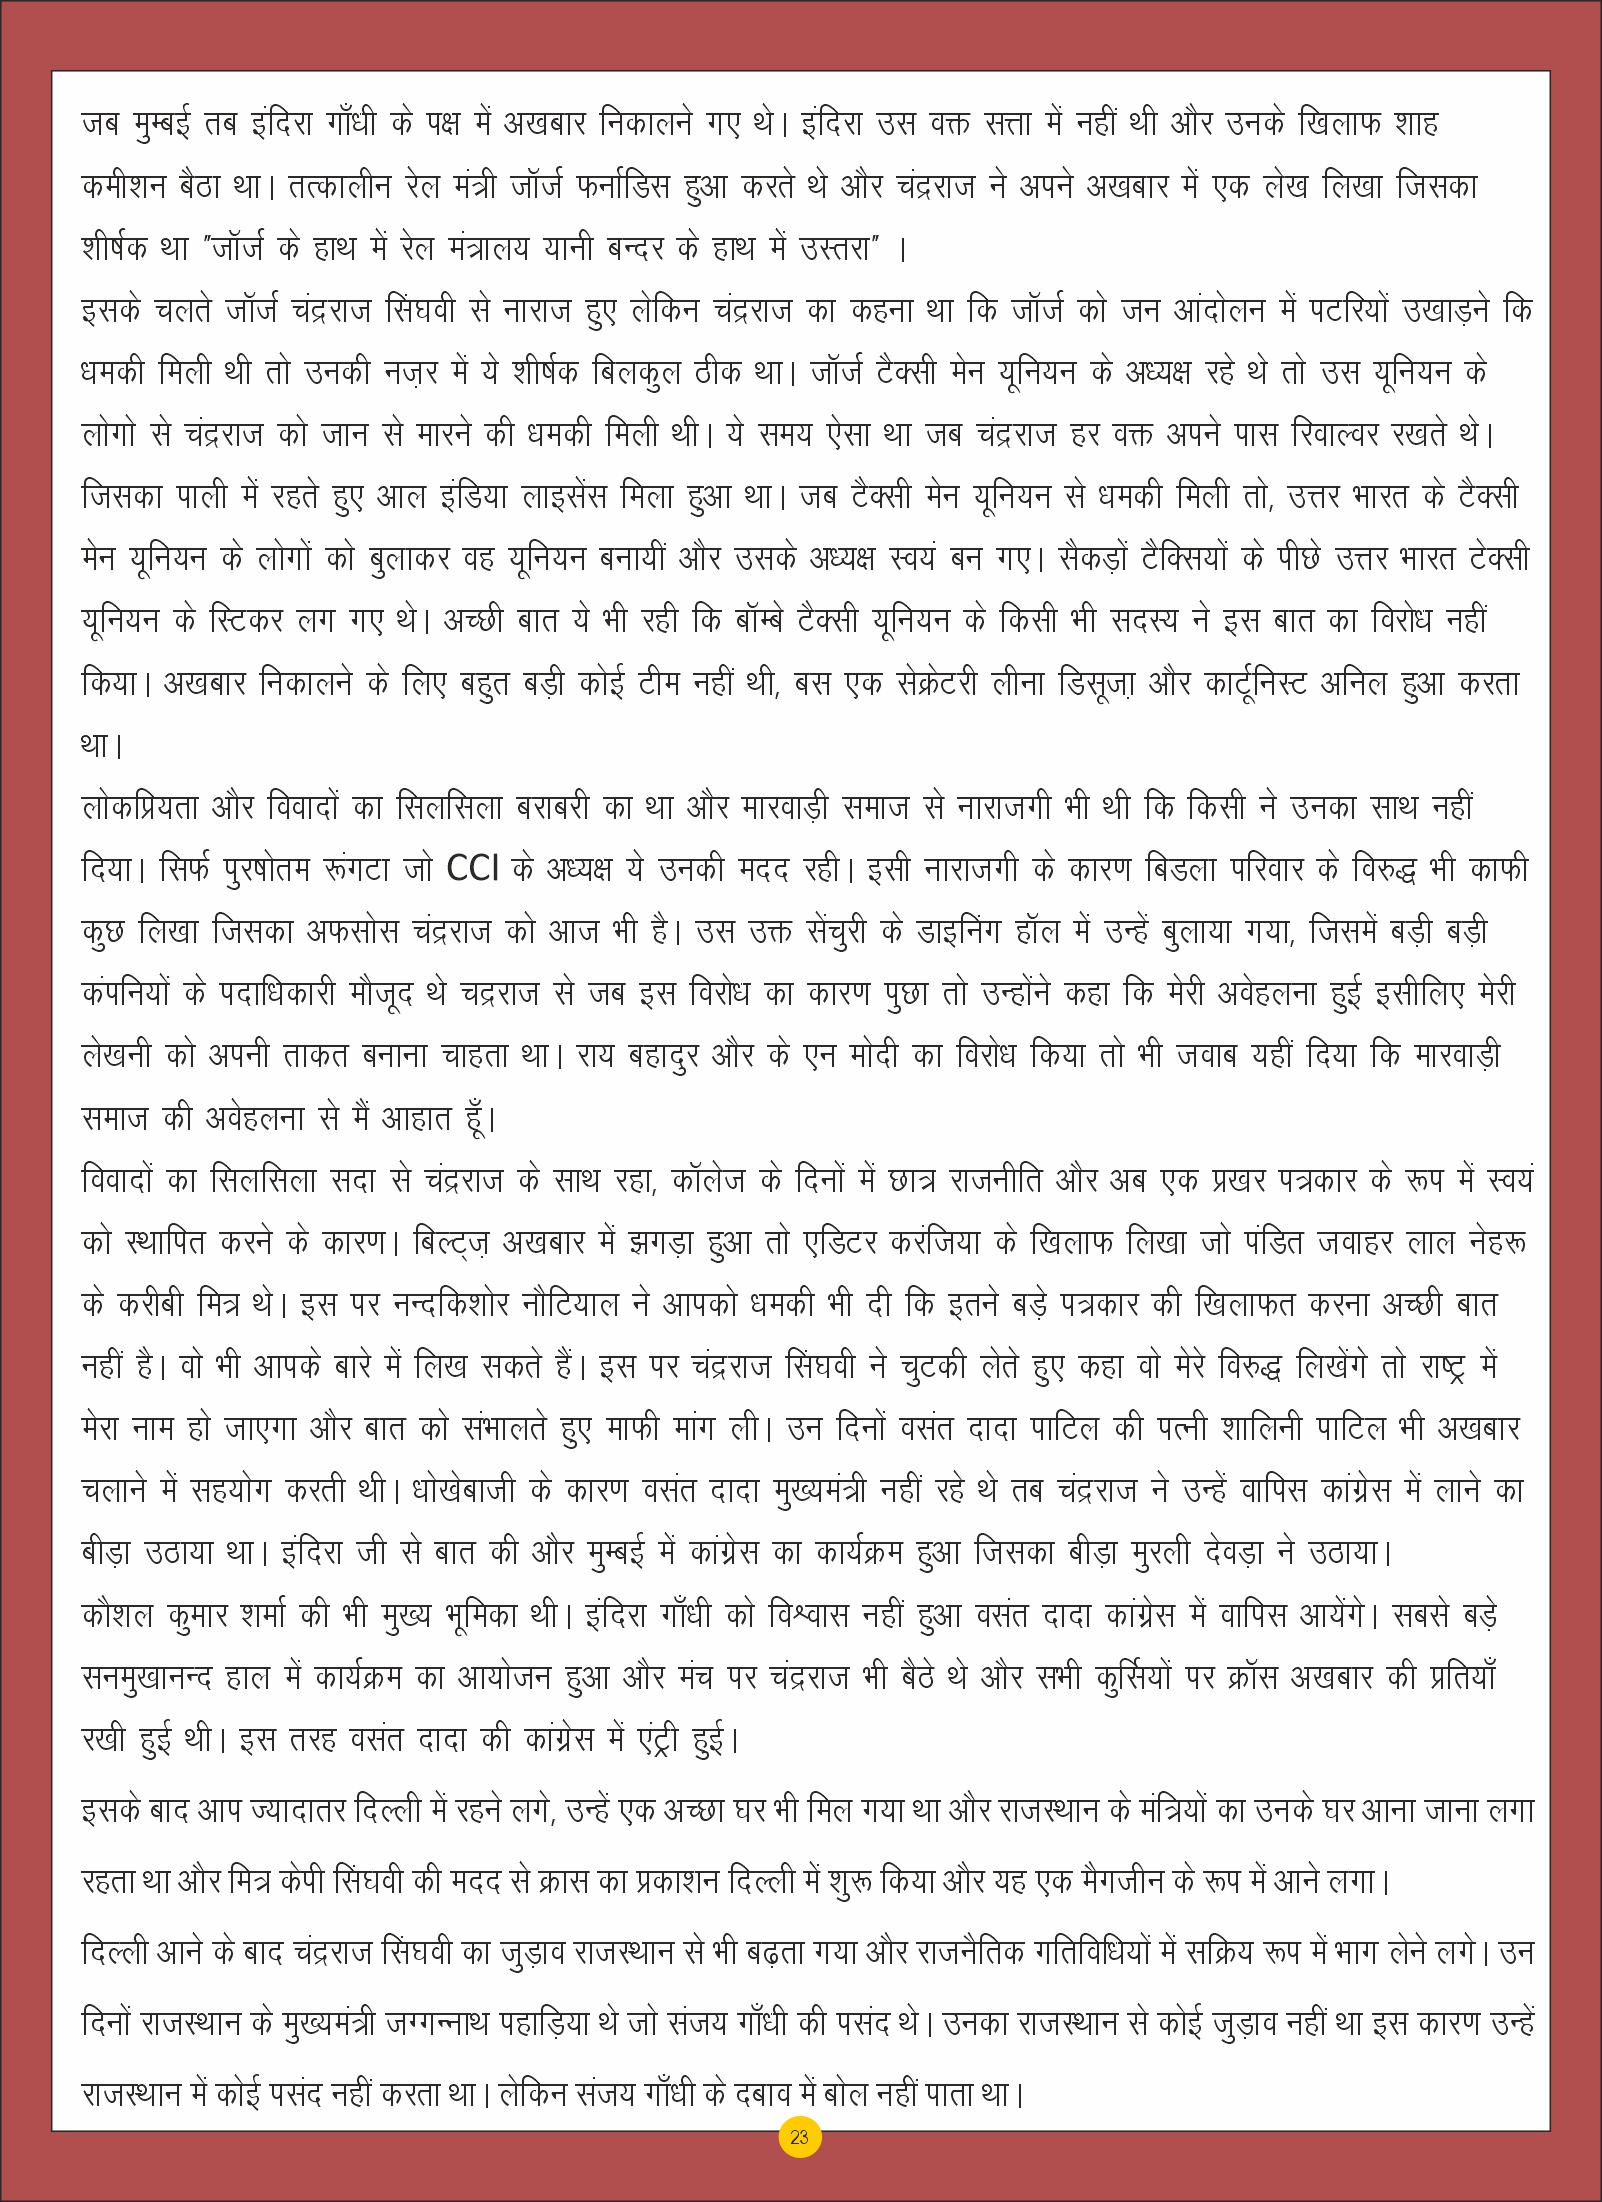 जब मुम्बई तब इंदिरा गाँधी के पक्ष में अखबार निकालने गए थे। इंदिरा उस वक्त सत्ता में नहीं थी और उनके खिलाफ शाह
कमीशन बैठा था। तत्कालीन रेल मंत्री जॉर्ज फर्नांडिस हुआ करते थे और चंद्रराज ने अपने अखबार में एक लेख लिखा जिसका
शीर्षक था "जॉर्ज के हाथ में रेल मंत्रालय यानी बन्दर के हाथ में उस्तरा" ।
इसके चलते जॉर्ज चंद्रराज सिंघवी से नाराज हुए लेकिन चंद्रराज का कहना था कि जॉर्ज को जन आंदोलन में पटरियों उखाड़ने कि
धमकी मिली थी तो उनकी नज़र में ये शीर्षक बिलकुल ठीक था। जॉर्ज टैक्सी मेन यूनियन के अध्यक्ष रहे थे तो उस यूनियन के
लोगो से चंद्रराज को जान से मारने की धमकी मिली थी। ये समय ऐसा था जब चंद्रराज हर वक्त अपने पास रिवाल्वर रखते थे।
जिसका पाली में रहते हुए आल इंडिया लाइसेंस मिला हुआ था। जब टैक्सी मेन यूनियन से धमकी मिली तो, उत्तर भारत के टैक्सी
मेन यूनियन के लोगों को बुलाकर वह यूनियन बनायीं और उसके अध्यक्ष स्वयं बन गए। सैकड़ों टैक्सियों के पीछे उत्तर भारत टेक्सी
यूनियन के स्टिकर लग गए थे। अच्छी बात ये भी रही कि बॉम्बे टैक्सी यूनियन के किसी भी सदस्य ने इस बात का विरोध नहीं
किया। अखबार निकालने के लिए बहुत बड़ी कोई टीम नहीं थी, बस एक सेक्रेटरी लीना डिसूजा़ और कार्टूनिस्ट अनिल हुआ करता
था।
लोकप्रियता और विवादों का सिलसिला बराबरी का था और मारवाड़ी समाज से नाराजगी भी थी कि किसी ने उनका साथ नहीं
दिया। सिर्फ पुरषोतम रूंगटा जो CCI के अध्यक्ष ये उनकी मदद रही। इसी नाराजगी के कारण बिडला परिवार के विरुद्ध भी काफी
कुछ लिखा जिसका अफसोस चंद्रराज को आज भी है। उस उक्त सेंचुरी के डाइनिंग हॉल में उन्हें बुलाया गया, जिसमें बड़ी बड़ी
कंपनियों के पदाधिकारी मौजूद थे चद्रराज से जब इस विरोध का कारण पुछा तो उन्होंने कहा कि मेरी अवेहलना हुई इसीलिए मेरी
लेखनी को अपनी ताकत बनाना चाहता था। राय बहादुर और के एन मोदी का विरोध किया तो भी जवाब यहीं दिया कि मारवाड़ी
समाज की अवेहलना से मैं आहात हूँ।
विवादों का सिलसिला सदा से चंद्रराज के साथ रहा, कॉलेज के दिनों में छात्र राजनीति और अब एक प्रखर पत्रकार के रूप में स्वयं
को स्थापित करने के कारण। बिल्ट्ज़ अखबार में झगड़ा हुआ तो एडिटर करंजिया के खिलाफ लिखा जो पंडित जवाहर लाल नेहरू
के करीबी मित्र थे। इस पर नन्दकिशोर नौटियाल ने आपको धमकी भी दी कि इतने बड़े पत्रकार की खिलाफत करना अच्छी बात
नहीं है। वो भी आपके बारे में लिख सकते हैं। इस पर चंद्रराज सिंघवी ने चुटकी लेते हुए कहा वो मेरे विरुद्ध लिखेंगे तो राष्ट्र में
मेरा नाम हो जाएगा और बात को संभालते हुए माफी मांग ली। उन दिनों वसंत दादा पाटिल की पत्नी शालिनी पाटिल भी अखबार
चलाने में सहयोग करती थी। धोखेबाजी के कारण वसंत दादा मुख्यमंत्री नहीं रहे थे तब चंद्रराज ने उन्हें वापिस कांग्रेस में लाने का
बीड़ा उठाया था। इंदिरा जी से बात की और मुम्बई में कांग्रेस का कार्यक्रम हुआ जिसका बीड़ा मुरली देवड़ा ने उठाया।
कौशल कुमार शर्मा की भी मुख्य भूमिका थी। इंदिरा गाँधी को विश्वास नहीं हुआ वसंत दादा कांग्रेस में वापिस आयेंगे। सबसे बड़े
सनमुखानन्द हाल में कार्यक्रम का आयोजन हुआ और मंच पर चंद्रराज भी बैठे थे और सभी कुर्सियों पर क्रॉस अखबार की प्रतियाँ
रखी हुई थी। इस तरह वसंत दादा की कांग्रेस में एंट्री हुई।
इसके बाद आप ज्यादातर दिल्ली में रहने लगे, उन्हें एक अच्छा घर भी मिल गया था और राजस्थान के मंत्रियों का उनके घर आना जाना लगा
रहता था और मित्र केपी सिंघवी की मदद से क्रास का प्रकाशन दिल्ली में शुरू किया और यह एक मैगजीन के रूप में आने लगा।
दिल्ली आने के बाद चंद्रराज सिंघवी का जुड़ाव राजस्थान से भी बढ़ता गया और राजनैतिक गतिविधियों में सक्रिय रूप में भाग लेने लगे। उन
दिनों राजस्थान के मुख्यमंत्री जग्गन्नाथ पहाड़िया थे जो संजय गाँधी की पसंद थे। उनका राजस्थान से कोई जुड़ाव नहीं था इस कारण उन्हें
राजस्थान में कोई पसंद नहीं करता था। लेकिन संजय गाँधी के दबाव में बोल नहीं पाता था।
23